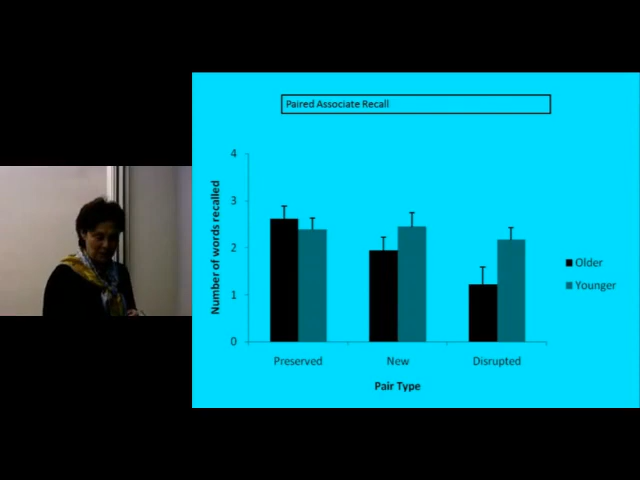 Paired Associate Recall
4
3
2
1
0
Number of words recalled
Preserved
New
Disrupted
Pair Type
Older
Younger